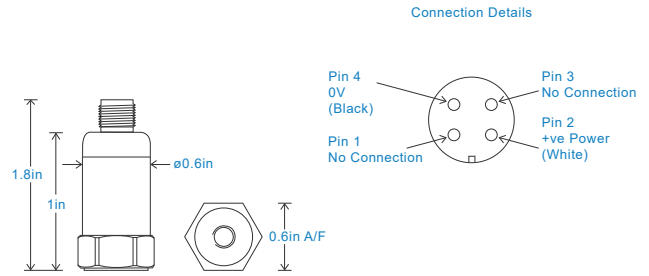 Connection Details
Pin 4
0V
(Black)
Pin 3
No Connection
Pin 1
No Connection
Pin 2
+ve Power
(White)
1.8in
1in
ø0.6in
0.6in A/F